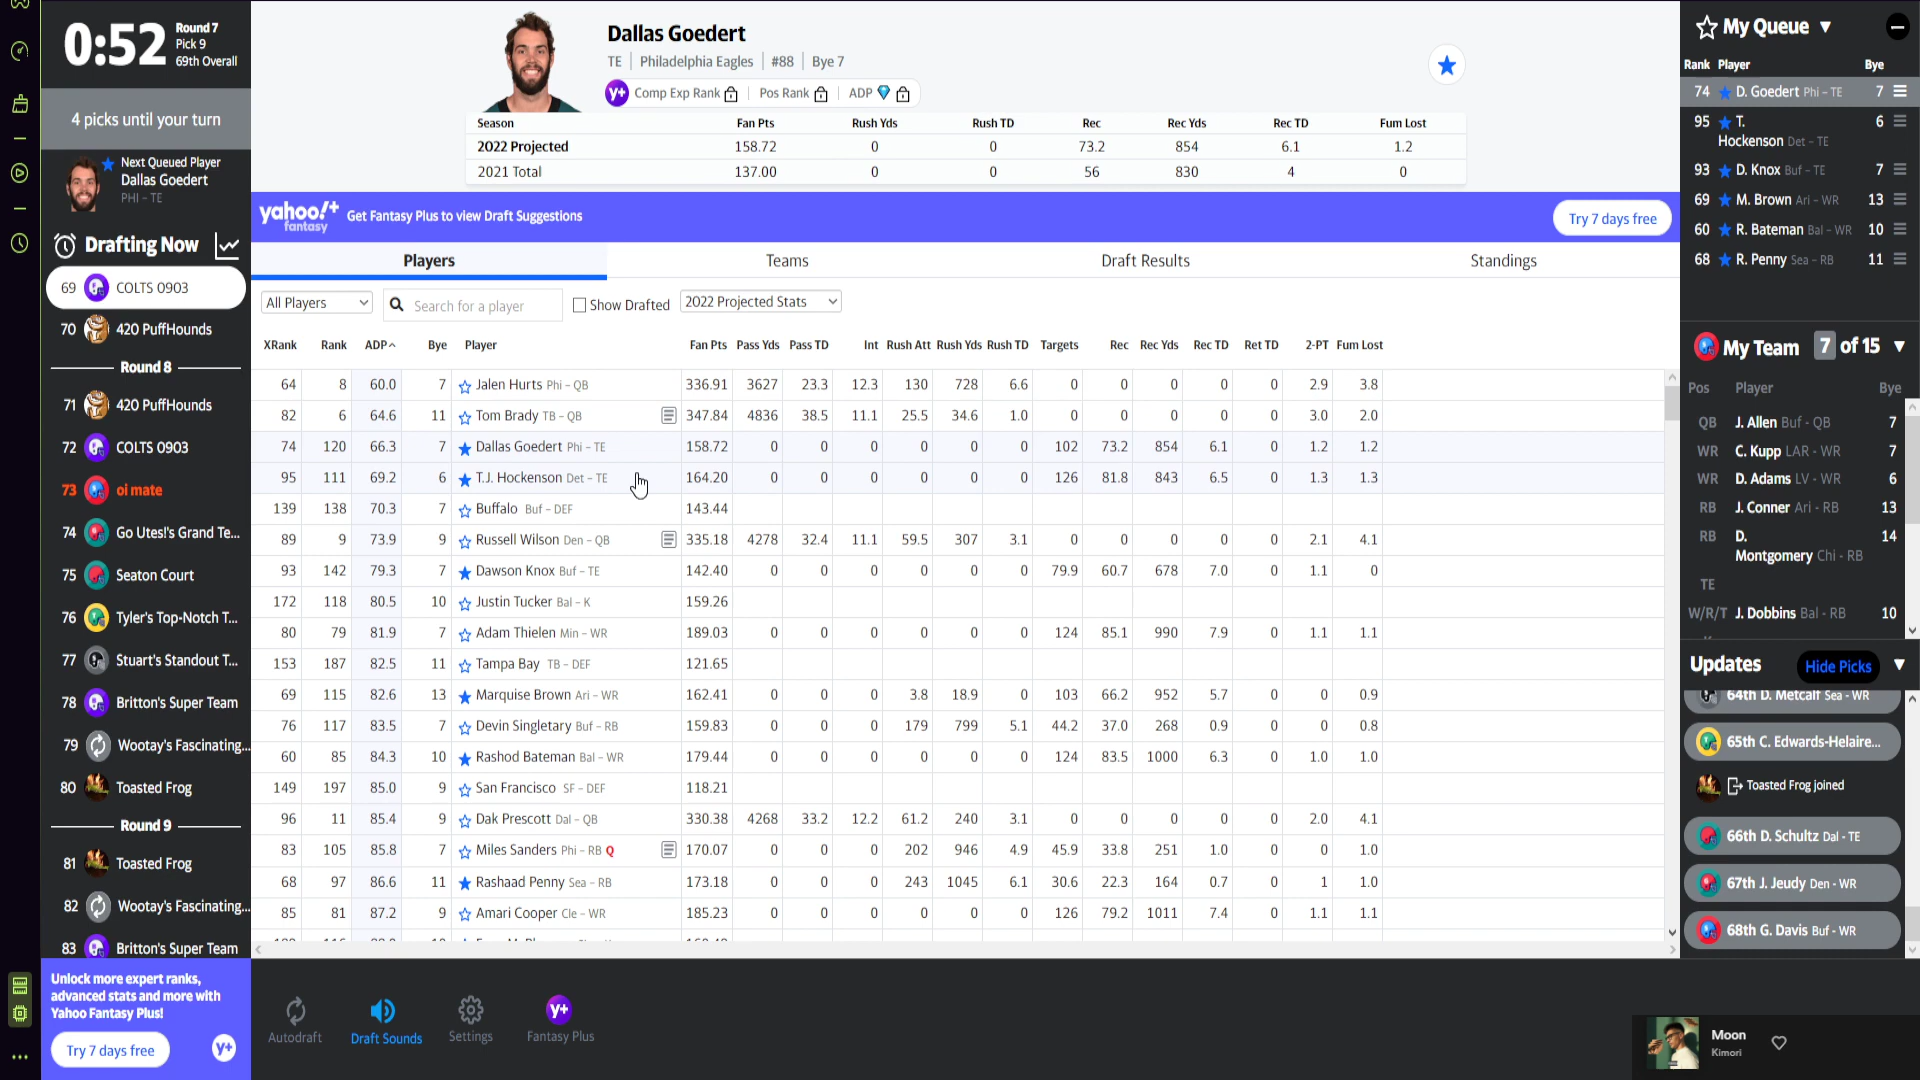 0:52
Round 7
Pick 9
69th Overall
4 picks until your turn
Next Queued Player
Dallas Goedert
PHI – TE
Drafting Now
69 COLTS 0903
70 420 PuffHounds
Round 8
71 420 PuffHounds
72 COLTS 0903
73 oi mate
74 Go Utes!'s Grand Te...
75 Seaton Court
76 Tyler's Top-Notch T...
77 Stuart's Standout T...
78 Britton's Super Team
79 Wootay's Fascinating...
80 Toasted Frog
Round 9
81 Toasted Frog
82 Wootay's Fascinating...
83 Britton's Super Team
Unlock more expert ranks,
advanced stats and more with
Yahoo Fantasy Plus!
Try 7 days free y+
Dallas Goedert
TE Philadelphia Eagles #88 Bye 7
y+ Comp Exp Rank Pos Rank ADP
Season Fan Pts Rush Yds Rush TD Rec Rec Yds Rec TD Fum Lost
2022 Projected 158.72 0 0 73.2 854 6.1 1.2
2021 Total 137.00 0 0 56 830 4 0
yahoo!+ fantasy Get Fantasy Plus to view Draft Suggestions Try 7 days free
Players Teams Draft Results Standings
All Players Search for a player Show Drafted 2022 Projected Stats
XRank Rank ADP Bye Player Fan Pts Pass Yds Pass TD Int Rush Att Rush Yds Rush TD Targets Rec Rec Yds Rec TD Ret TD 2-PT Fum Lost
64 8 60.0 7 Jalen Hurts Phi – QB 336.91 3627 23.3 12.3 130 728 6.6 0 0 0 0 0 2.9 3.8
82 6 64.6 11 Tom Brady TB – QB 347.84 4836 38.5 11.1 25.5 34.6 1.0 0 0 0 0 0 3.0 2.0
74 120 66.3 7 Dallas Goedert Phi – TE 158.72 0 0 0 0 0 0 102 73.2 854 6.1 0 1.2 1.2
95 111 69.2 6 T.J. Hockenson Det – TE 164.20 0 0 0 0 0 0 126 81.8 843 6.5 0 1.3 1.3
139 138 70.3 7 Buffalo Buf – DEF 143.44
89 9 73.9 9 Russell Wilson Den – QB 335.18 4278 32.4 11.1 59.5 307 3.1 0 0 0 0 0 2.1 4.1
93 142 79.3 7 Dawson Knox Buf – TE 142.40 0 0 0 0 0 0 79.9 60.7 678 7.0 0 1.1 0
172 118 80.5 10 Justin Tucker Bal – K 159.26
80 79 81.9 7 Adam Thielen Min – WR 189.03 0 0 0 0 0 0 124 85.1 990 7.9 0 1.1 1.1
153 187 82.5 11 Tampa Bay TB – DEF 121.65
69 115 82.6 13 Marquise Brown Ari – WR 162.41 0 0 0 3.8 18.9 0 103 66.2 952 5.7 0 0 0.9
76 117 83.5 7 Devin Singletary Buf – RB 159.83 0 0 0 179 799 5.1 44.2 37.0 268 0.9 0 0 0.8
60 85 84.3 10 Rashod Bateman Bal – WR 179.44 0 0 0 0 0 0 124 83.5 1000 6.3 0 1.0 1.0
149 197 85.0 9 San Francisco SF – DEF 118.21
96 11 85.4 9 Dak Prescott Dal – QB 330.38 4268 33.2 12.2 61.2 240 3.1 0 0 0 0 0 2.0 4.1
83 105 85.8 7 Miles Sanders Phi – RB Q 170.07 0 0 0 202 946 4.9 45.9 33.8 251 1.0 0 0 1.0
68 97 86.6 11 Rashaad Penny Sea – RB 173.18 0 0 0 243 1045 6.1 30.6 22.3 164 0.7 0 1 1.0
85 81 87.2 9 Amari Cooper Cle – WR 185.23 0 0 0 0 0 0 126 79.2 1011 7.4 0 1.1 1.1
Autodraft Draft Sounds Settings Fantasy Plus
My Queue
Rank Player Bye
74 D. Goedert Phi – TE 7
95 T. 6
Hockenson Det – TE
93 D. Knox Buf – TE 7
69 M. Brown Ari – WR 13
60 R. Bateman Bal – WR 10
68 R. Penny Sea – RB 11
My Team 7 of 15
Pos Player Bye
QB J. Allen Buf - QB 7
WR C. Kupp LAR - WR 7
WR D. Adams LV - WR 6
RB J. Conner Ari - RB 13
RB D. 14
Montgomery Chi - RB
TE
W/R/T J. Dobbins Bal - RB 10
Updates Hide Picks
64th D. Metcalf Sea - WR
65th C. Edwards-Helaire...
Toasted Frog joined
66th D. Schultz Dal - TE
67th J. Jeudy Den - WR
68th G. Davis Buf - WR
Moon
Kimori